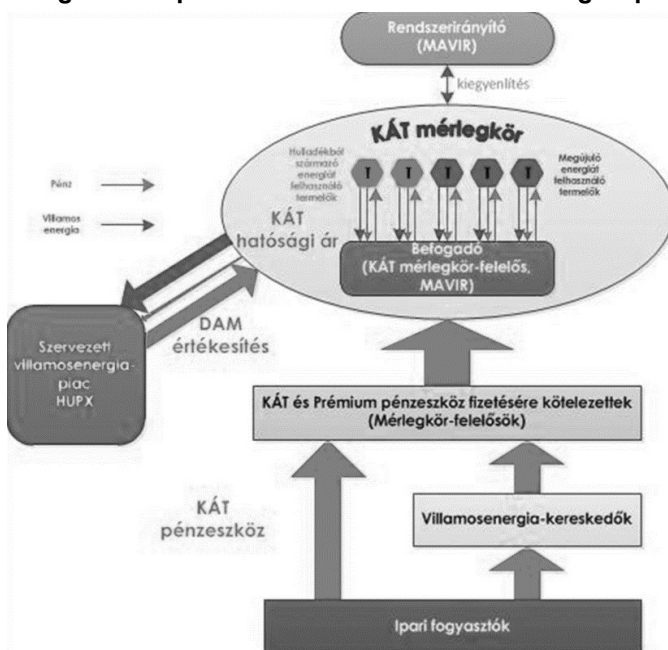 Rendszerirányító
(MAVIR)
kiegyenlítés
KÁT mérlegkör
Hulladékból
származó
energiát
felhasználó
termelők
T T T T T
Megújuló
energiát
felhasználó
termelők
Pénz
Villamos
energia
KÁT
hatósági ár
Befogadó
(KÁT mérlegkör-felelős,
MAVIR)
DAM
értékesítés
Szervezett
villamosenergia-
piac
HUPX
KÁT és Prémium pénzeszköz fizetésére kötelezettek
(Mérlegkör-felelősök)
KÁT
pénzeszköz
Villamosenergia-kereskedők
Ipari fogyasztók